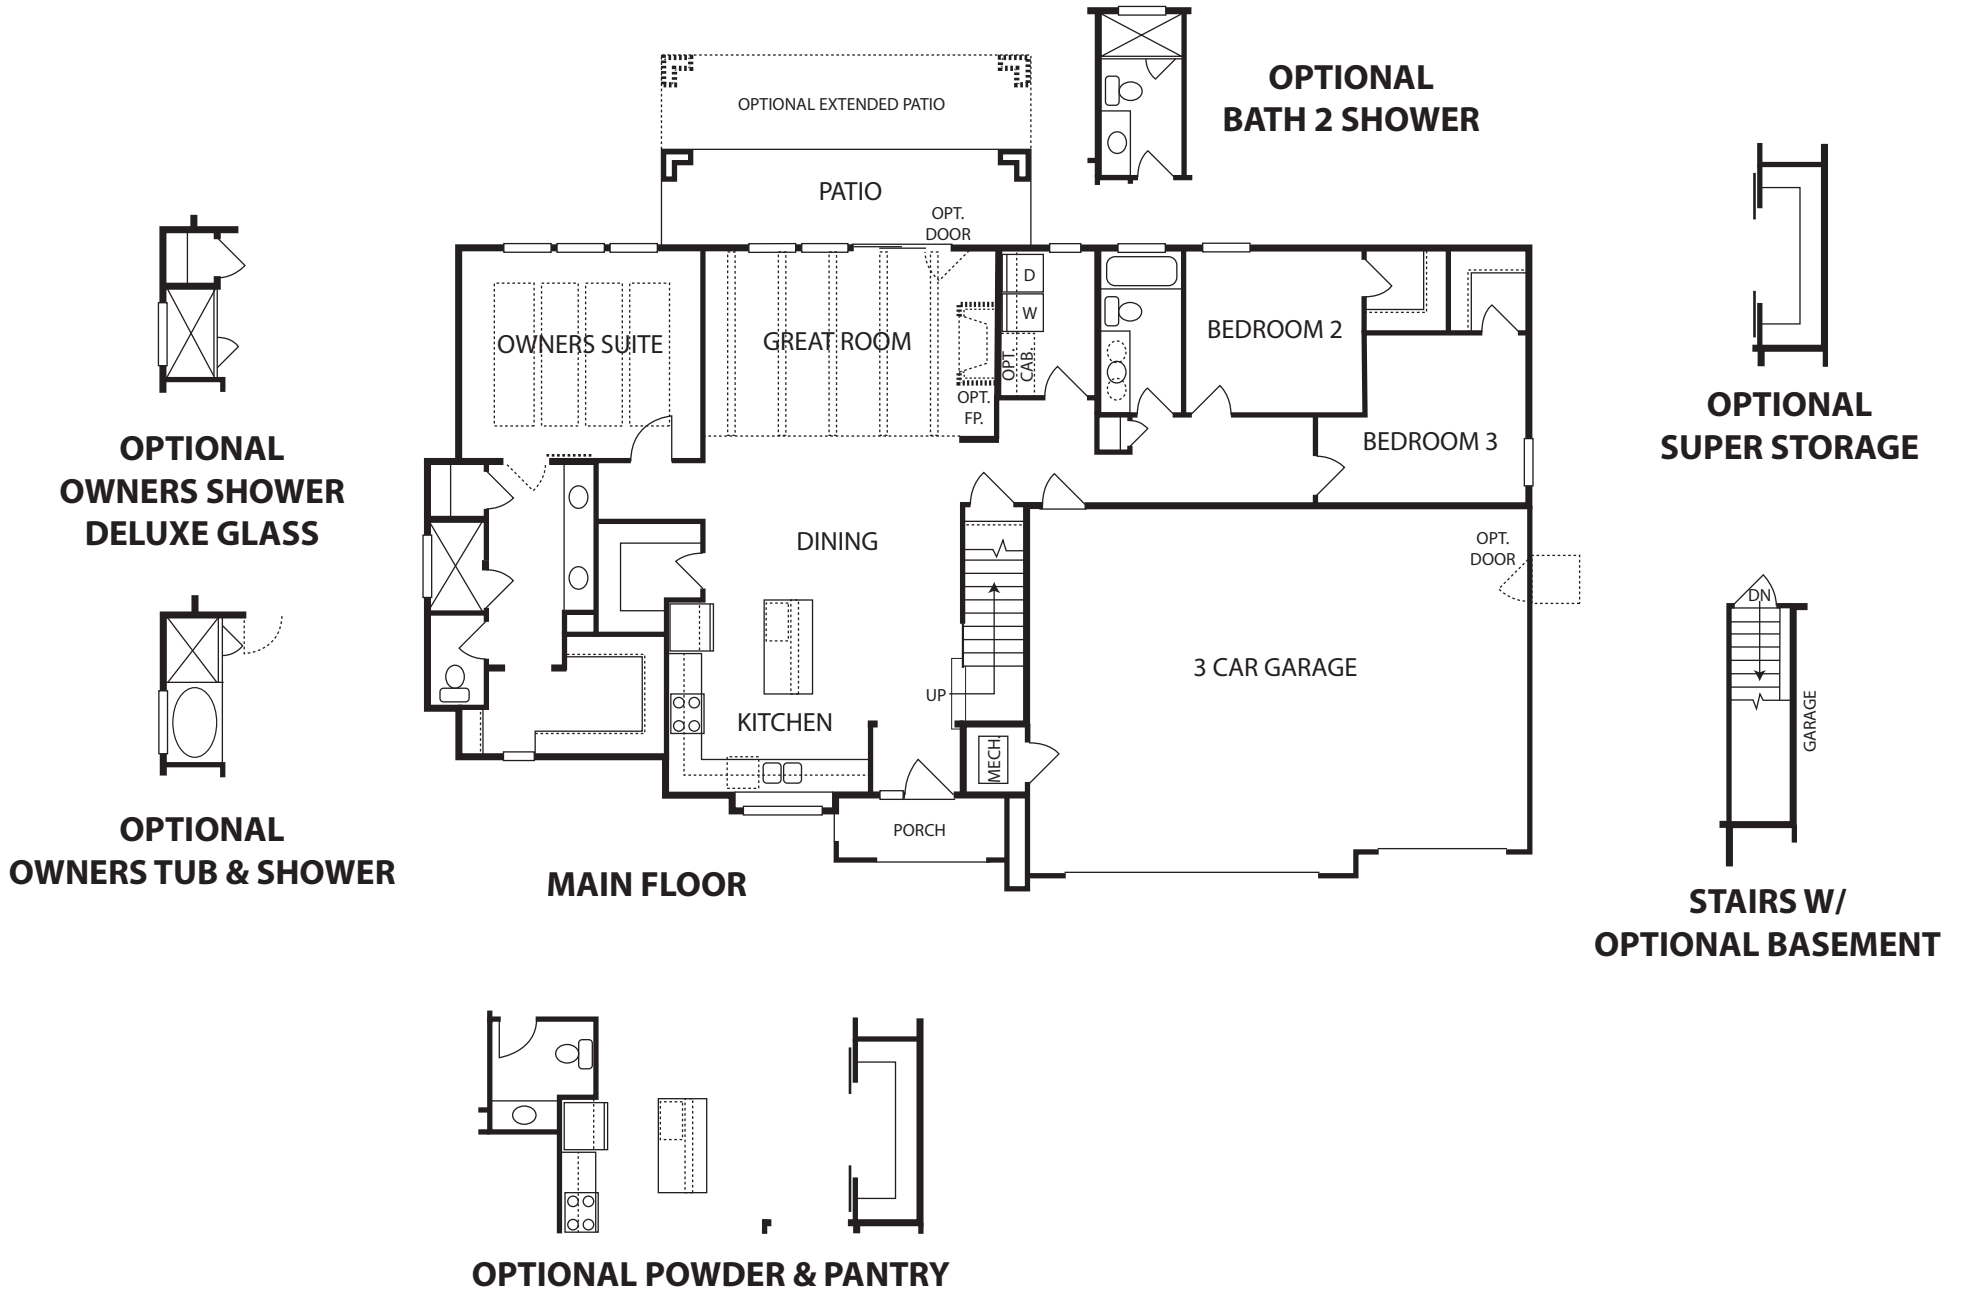 OPTIONAL
BATH 2 SHOWER
OPTIONAL EXTENDED PATIO
PATIO
OPT.
DOOR
OWNERS SUITE
GREAT ROOM
D
W
OPT.
CAB.
OPT.
FP.
BEDROOM 2
BEDROOM 3
OPTIONAL
SUPER STORAGE
OPTIONAL
OWNERS SHOWER
DELUXE GLASS
DINING
OPT.
DOOR
3 CAR GARAGE
UP
KITCHEN
MECH.
PORCH
DN
GARAGE
OPTIONAL
OWNERS TUB & SHOWER
MAIN FLOOR
STAIRS W/
OPTIONAL BASEMENT
OPTIONAL POWDER & PANTRY